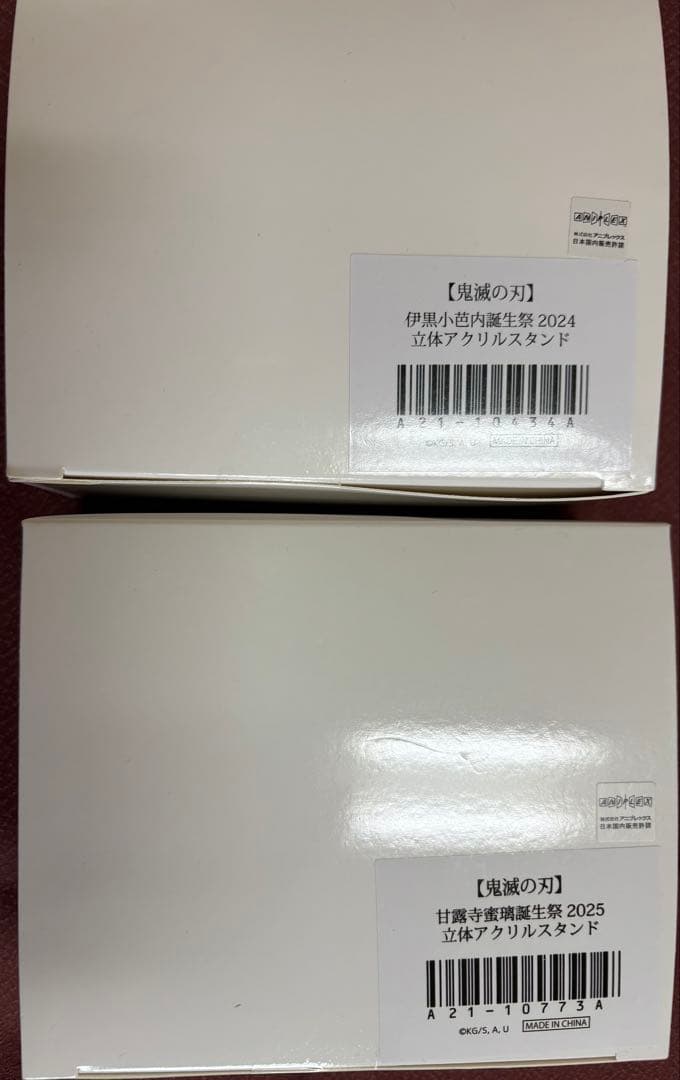 ANIPLEX
株式会社アニプレックス
日本国内販売許諾
【鬼滅の刃】
伊黒小芭内誕生祭 2024
立体アクリルスタンド
A21-10434A
©KG/S, A, U MADE IN CHINA
ANIPLEX
株式会社アニプレックス
日本国内販売許諾
【鬼滅の刃】
甘露寺蜜璃誕生祭 2025
立体アクリルスタンド
A21-10773A
©KG/S, A, U MADE IN CHINA